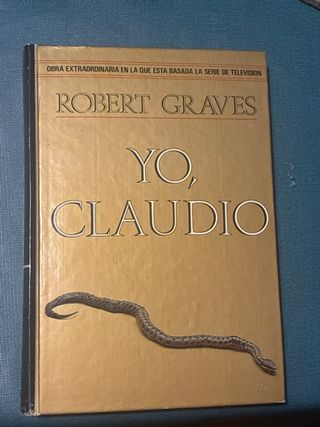 OBRA EXTRAORDINARIA EN LA QUE ESTA BASADA LA SERIE DE TELEVISION
ROBERT GRAVES
YO,
CLAUDIO